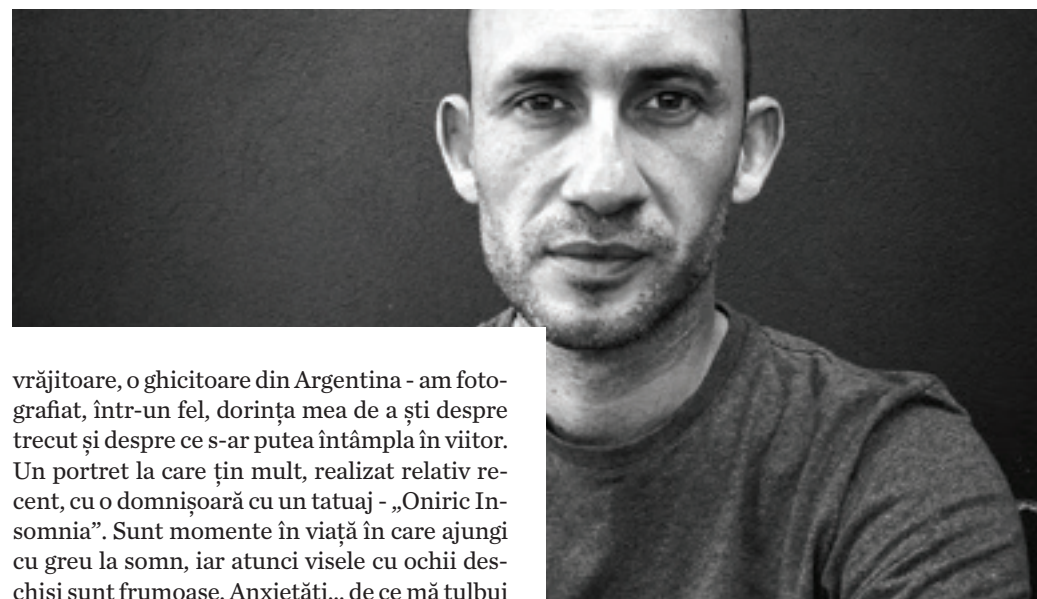 vrăjitoare, o ghicitoare din Argentina - am foto-
grafiat, într-un fel, dorința mea de a ști despre
trecut și despre ce s-ar putea întâmpla în viitor.
Un portret la care țin mult, realizat relativ re-
cent, cu o domnișoară cu un tatuaj - „Oniric In-
somnia”. Sunt momente în viață în care ajungi
cu greu la somn, iar atunci visele cu ochii des-
chiși sunt frumoase. Anxietăți... de ce mă tulbui